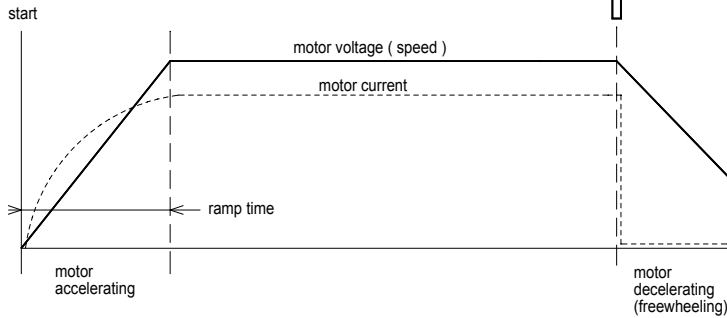 start
motor voltage ( speed )
motor current
ramp time
motor
accelerating
motor
decelerating
(freewheeling)